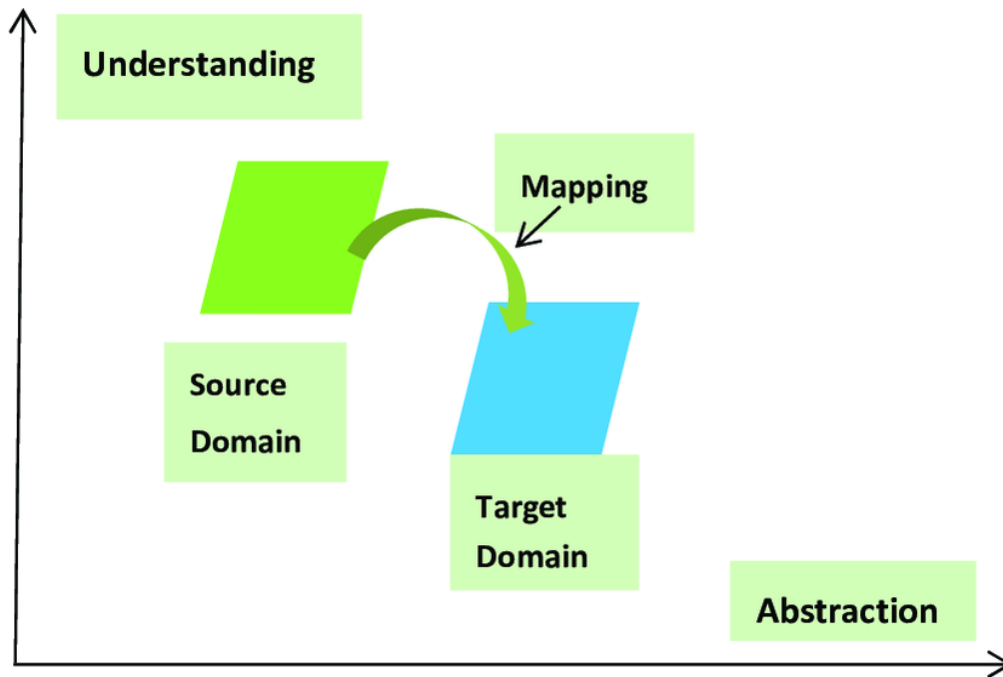 Understanding
Mapping
Source
Domain
Target
Domain
Abstraction